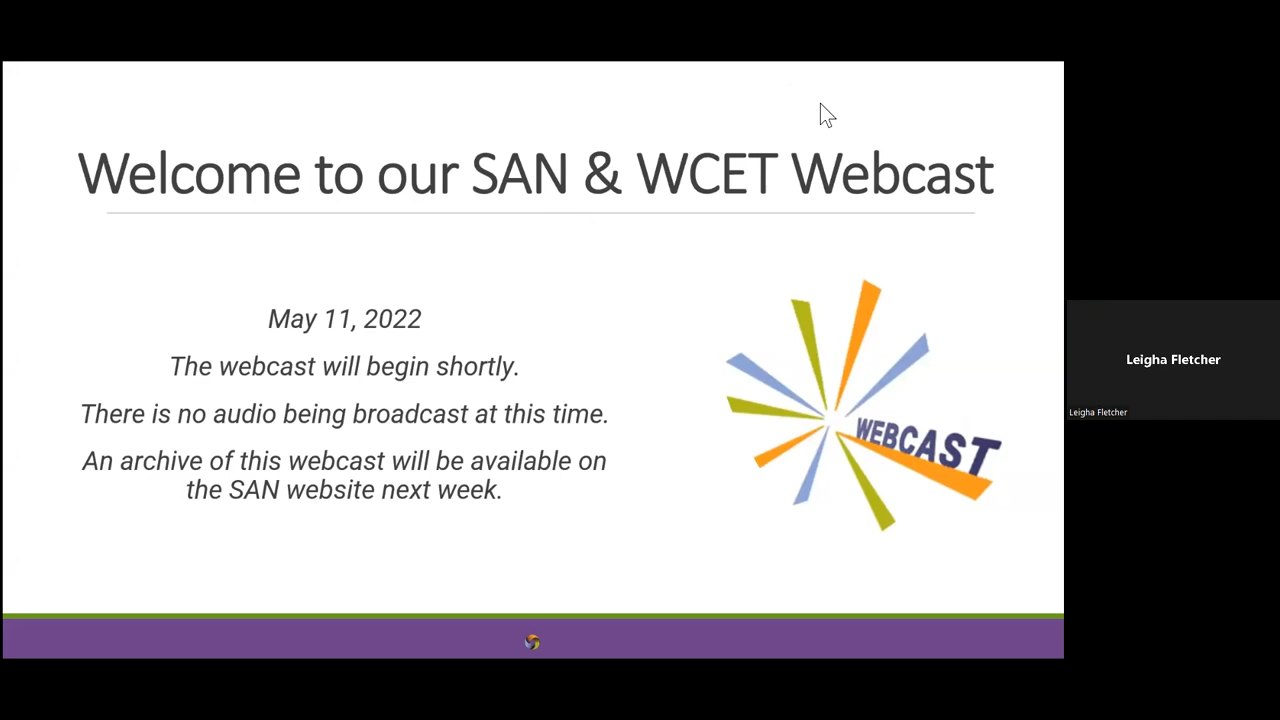 Welcome to our SAN & WCET Webcast
May 11, 2022
The webcast will begin shortly.
There is no audio being broadcast at this time.
An archive of this webcast will be available on
the SAN website next week.
WEBCAST
Leigha Fletcher
Leigha Fletcher